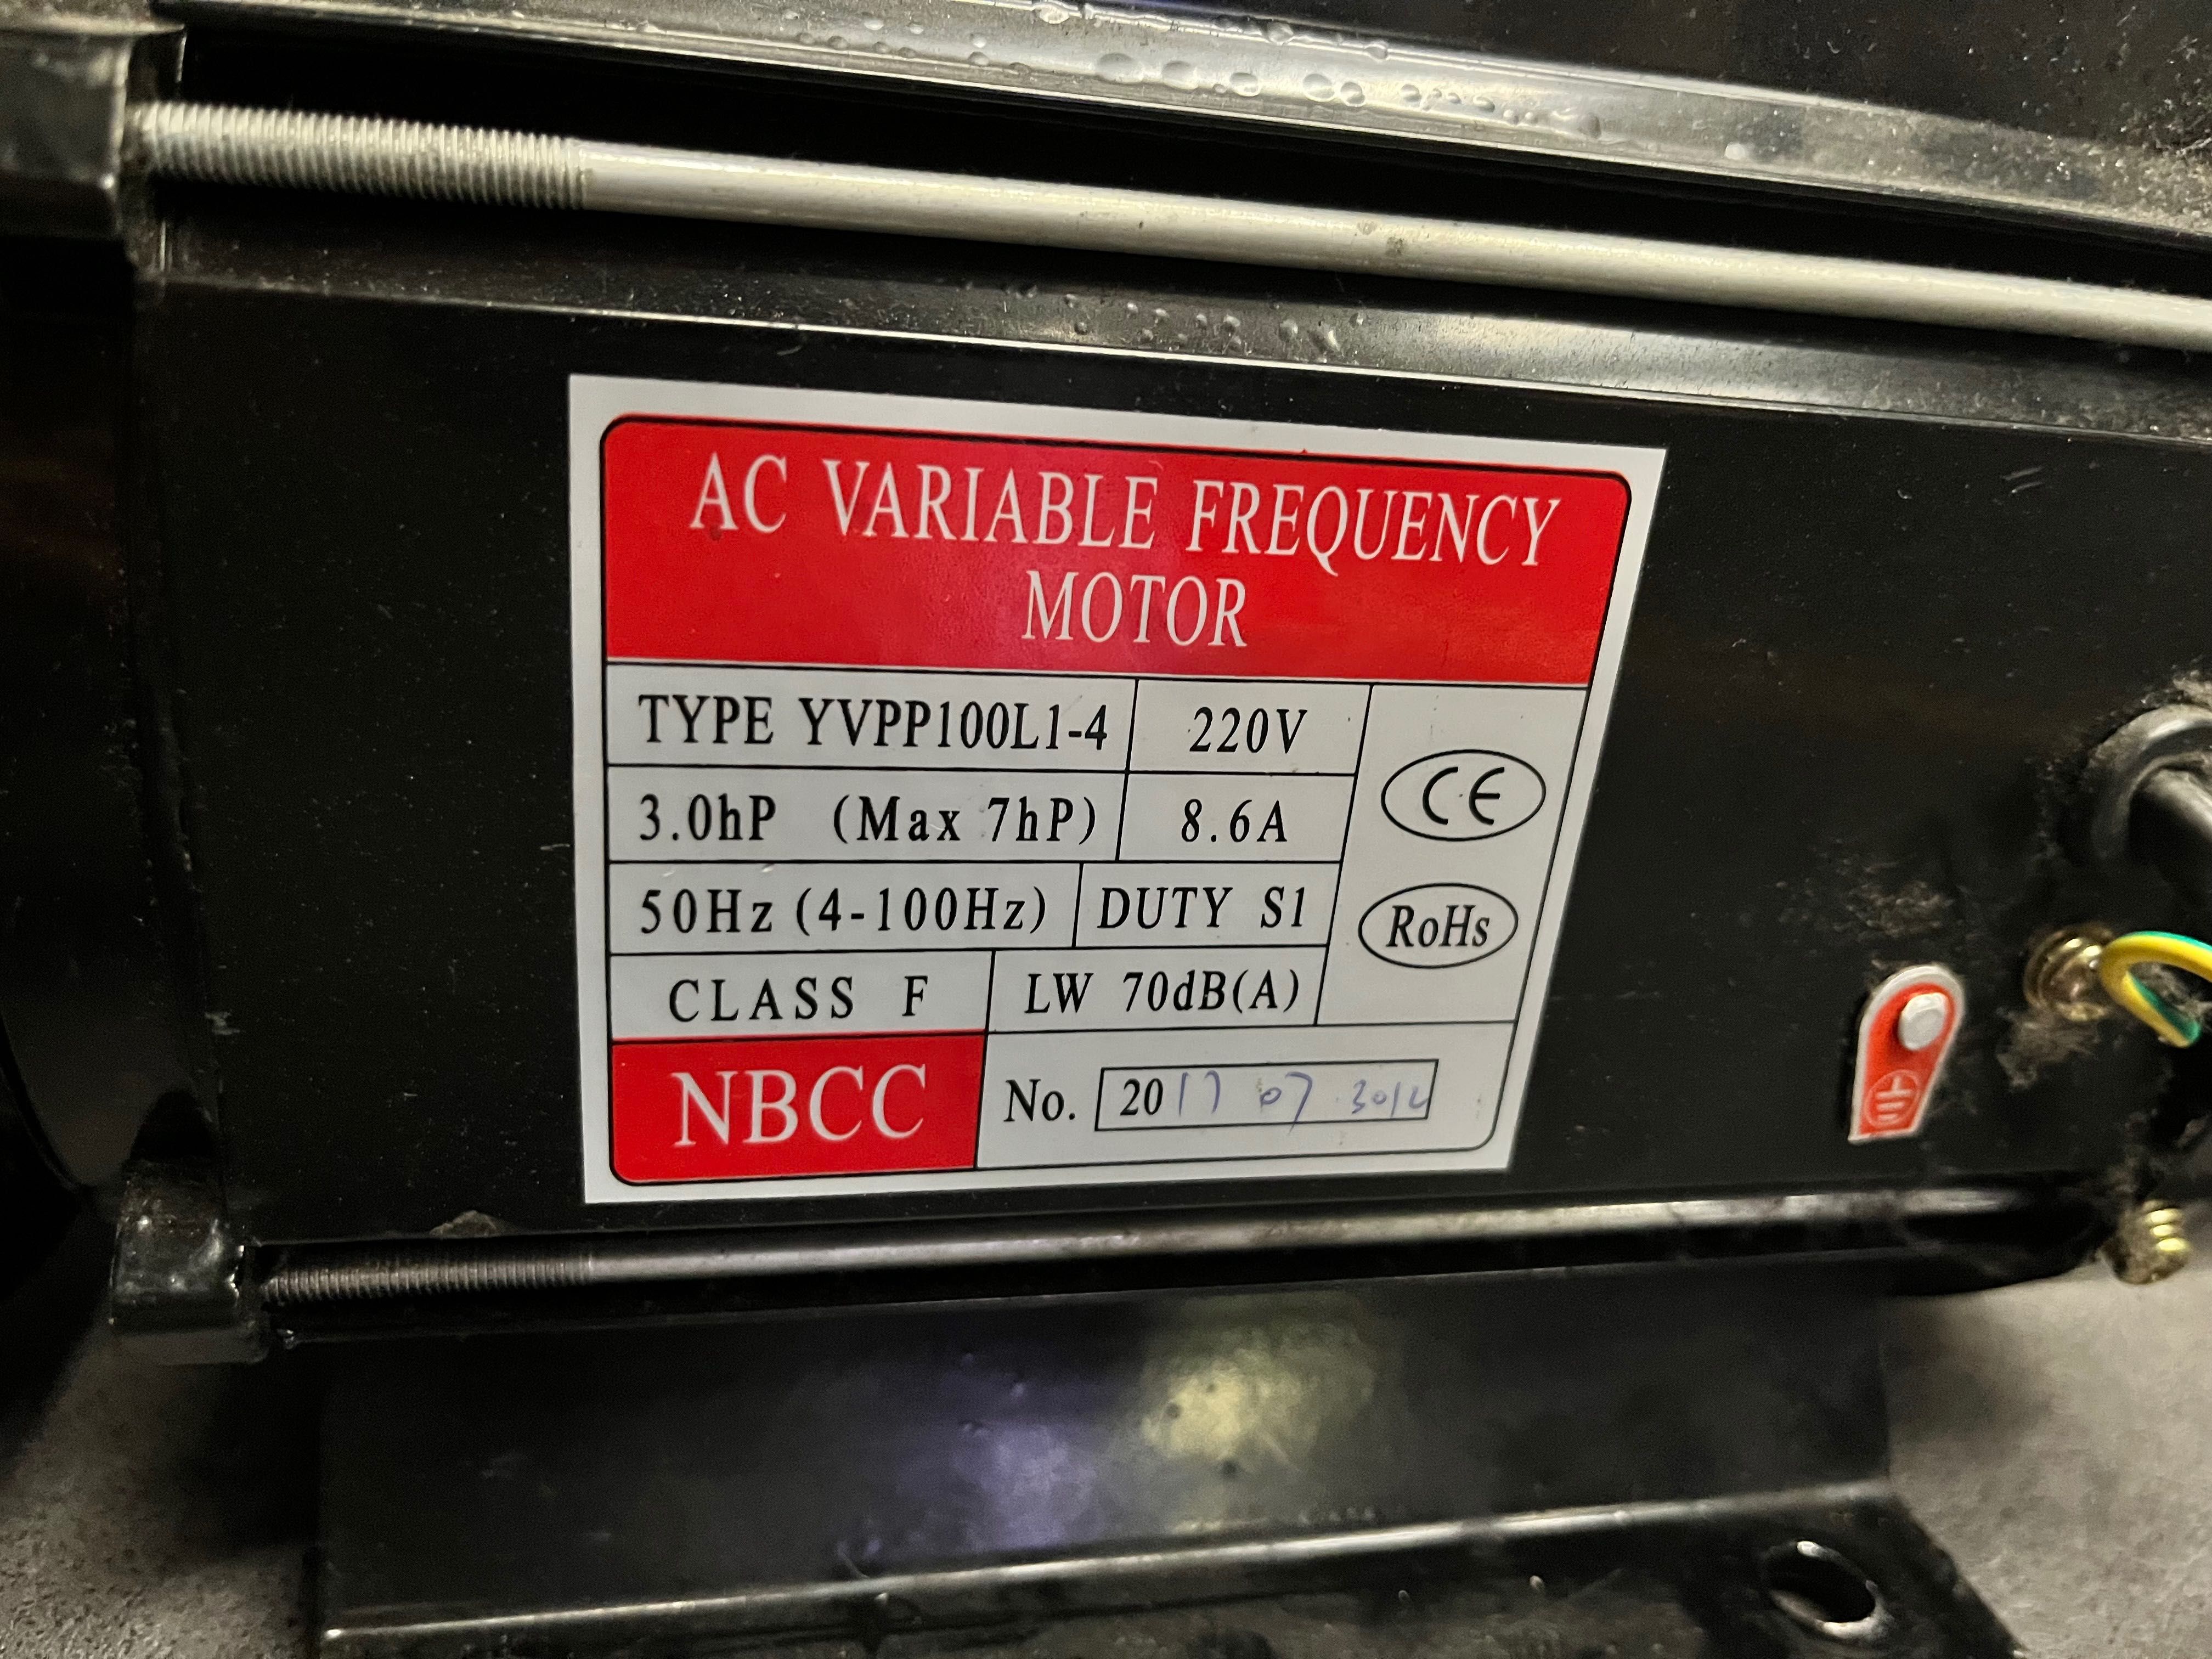 AC VARIABLE FREQUENCY
MOTOR
TYPE YVPP100L1-4 220V
3.0hP (Max 7hP) 8.6A
CE
50Hz (4-100Hz) DUTY S1
RoHs
CLASS F LW 70dB(A)
NBCC No. 2017 07